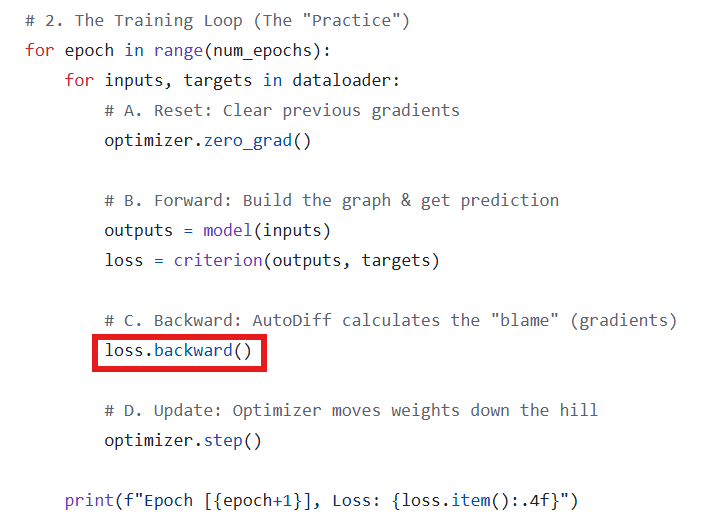 # 2. The Training Loop (The "Practice")
for epoch in range(num_epochs):
    for inputs, targets in dataloader:
        # A. Reset: Clear previous gradients
        optimizer.zero_grad()

        # B. Forward: Build the graph & get prediction
        outputs = model(inputs)
        loss = criterion(outputs, targets)

        # C. Backward: AutoDiff calculates the "blame" (gradients)
        loss.backward()

        # D. Update: Optimizer moves weights down the hill
        optimizer.step()

    print(f"Epoch [{epoch+1}], Loss: {loss.item():.4f}")